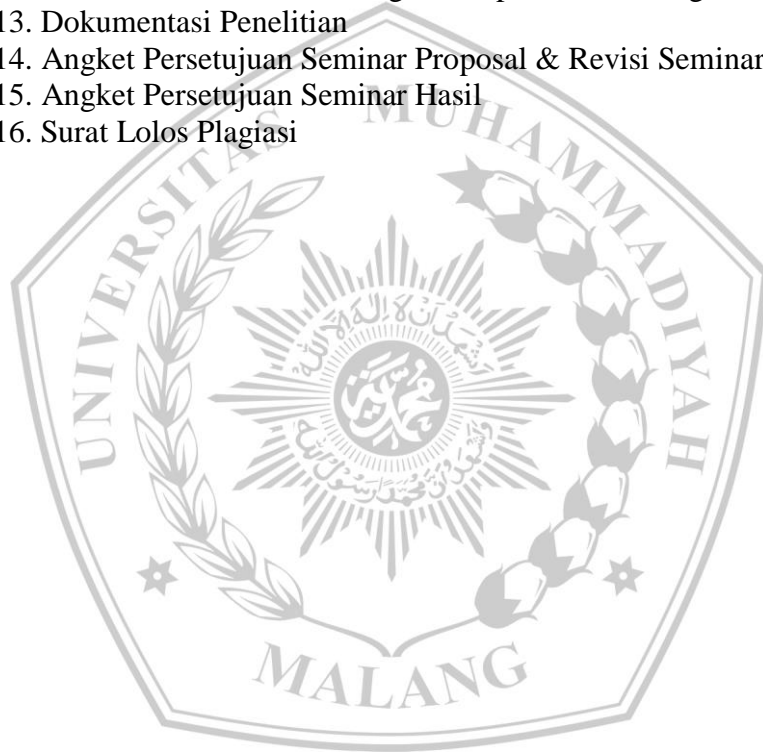 13. Dokumentasi Penelitian
14. Angket Persetujuan Seminar Proposal & Revisi Seminar
15. Angket Persetujuan Seminar Hasil
16. Surat Lolos Plagiasi
UNIVERSITAS MUHAMMADIYAH
MALANG